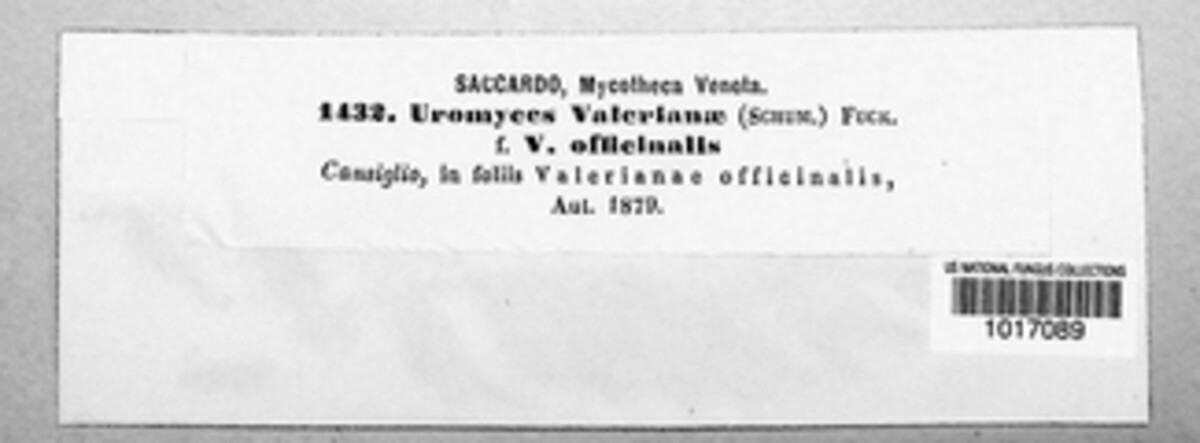 SACCARDO, Mycotheca Veneta.
1432. Uromyces Valerianæ (Schum.) Fuck.
f. V. officinalis
Cansiglio, in foliis Valerianae officinalis,
Aut. 1879.
US NATIONAL FUNGUS COLLECTIONS
1017089